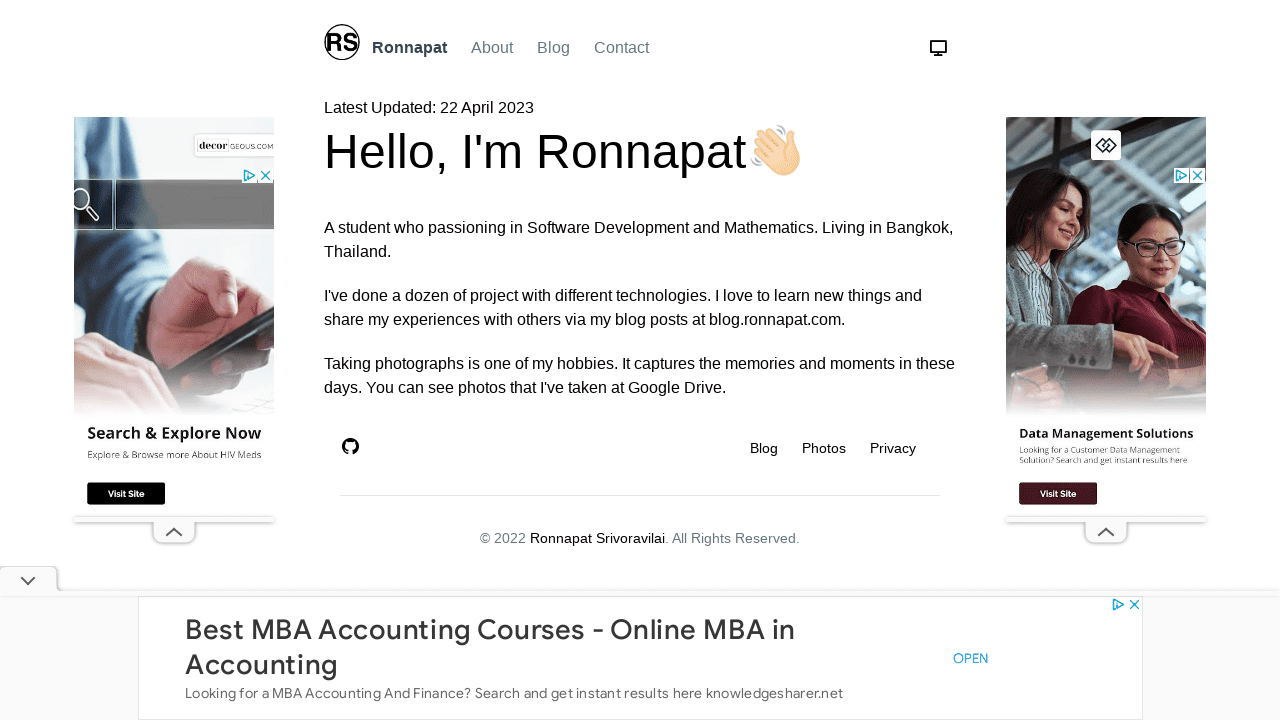 RS Ronnapat About Blog Contact
Latest Updated: 22 April 2023
Hello, I'm Ronnapat
A student who passioning in Software Development and Mathematics. Living in Bangkok,
Thailand.
I've done a dozen of project with different technologies. I love to learn new things and
share my experiences with others via my blog posts at blog.ronnapat.com.
Taking photographs is one of my hobbies. It captures the memories and moments in these
days. You can see photos that I've taken at Google Drive.
Blog Photos Privacy
© 2022 Ronnapat Srivoravilai. All Rights Reserved.
decorGEOUS.COM
Search & Explore Now
Explore & Browse more About HIV Meds
Visit Site
Data Management Solutions
Looking for a Customer Data Management
Solution? Search and get instant results here
Visit Site
Best MBA Accounting Courses - Online MBA in
Accounting
Looking for a MBA Accounting And Finance? Search and get instant results here knowledgesharer.net
OPEN